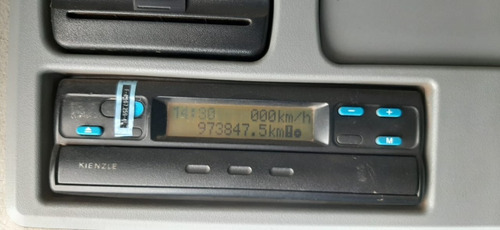 14:30 000km/h
973847.5km
− +
M
KIENZLE